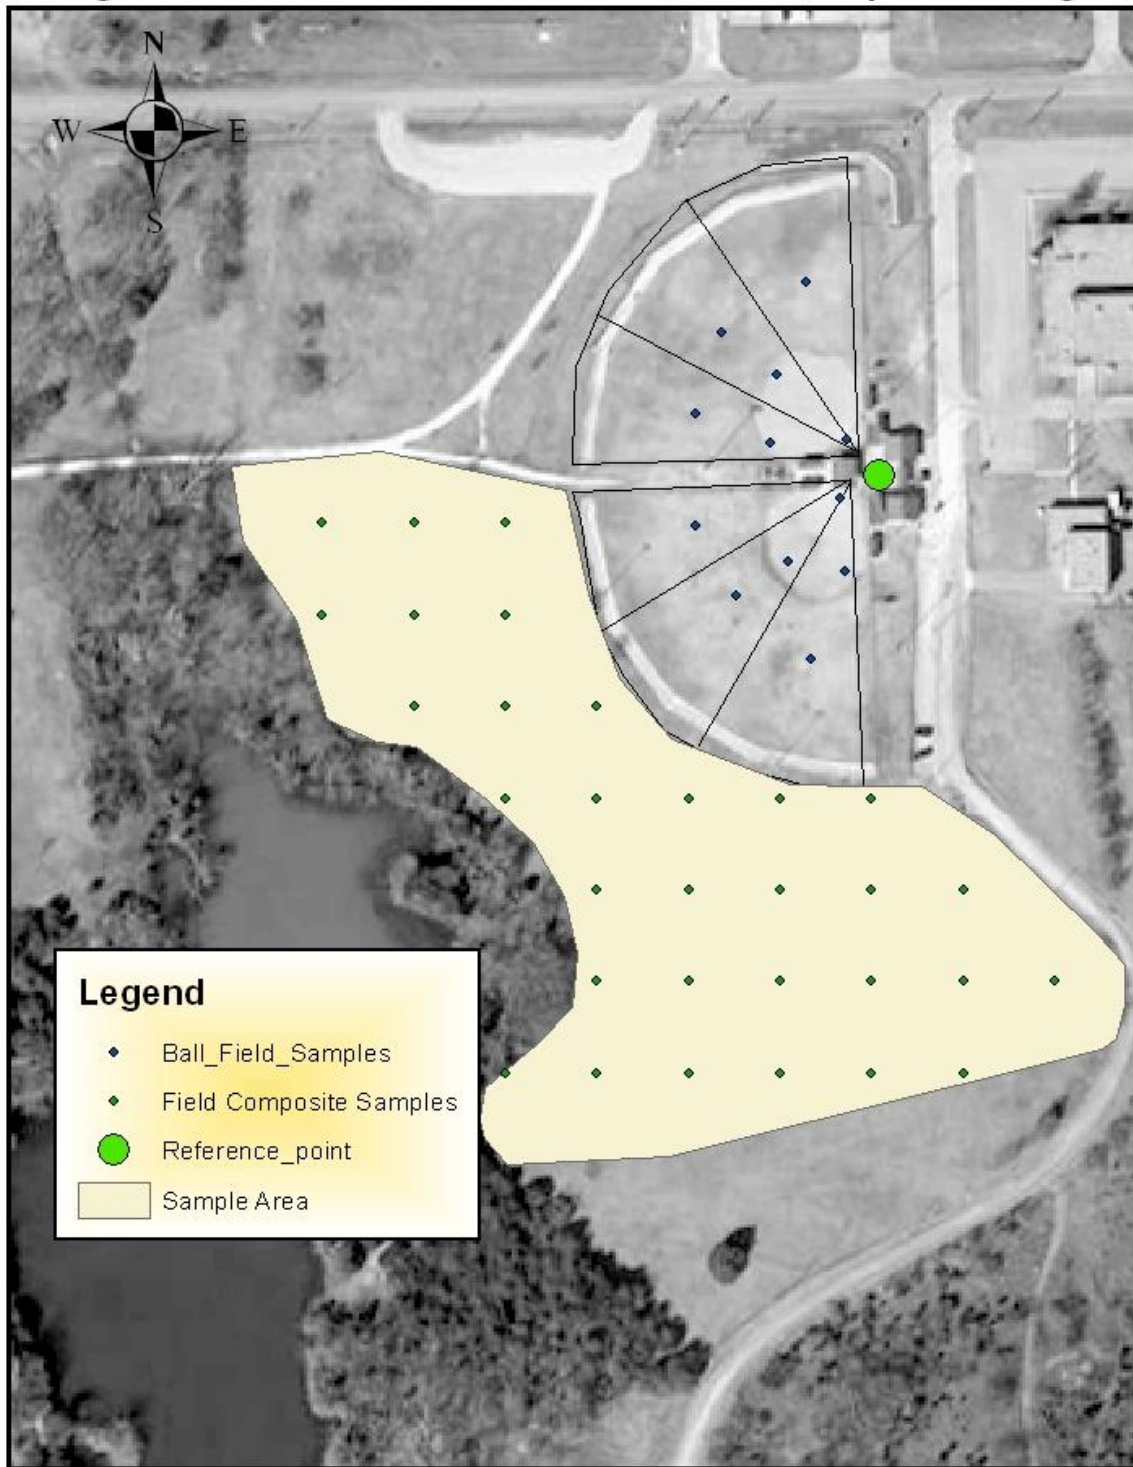 N
W E
S
Legend
Ball_Field_Samples
Field Composite Samples
Reference_point
Sample Area